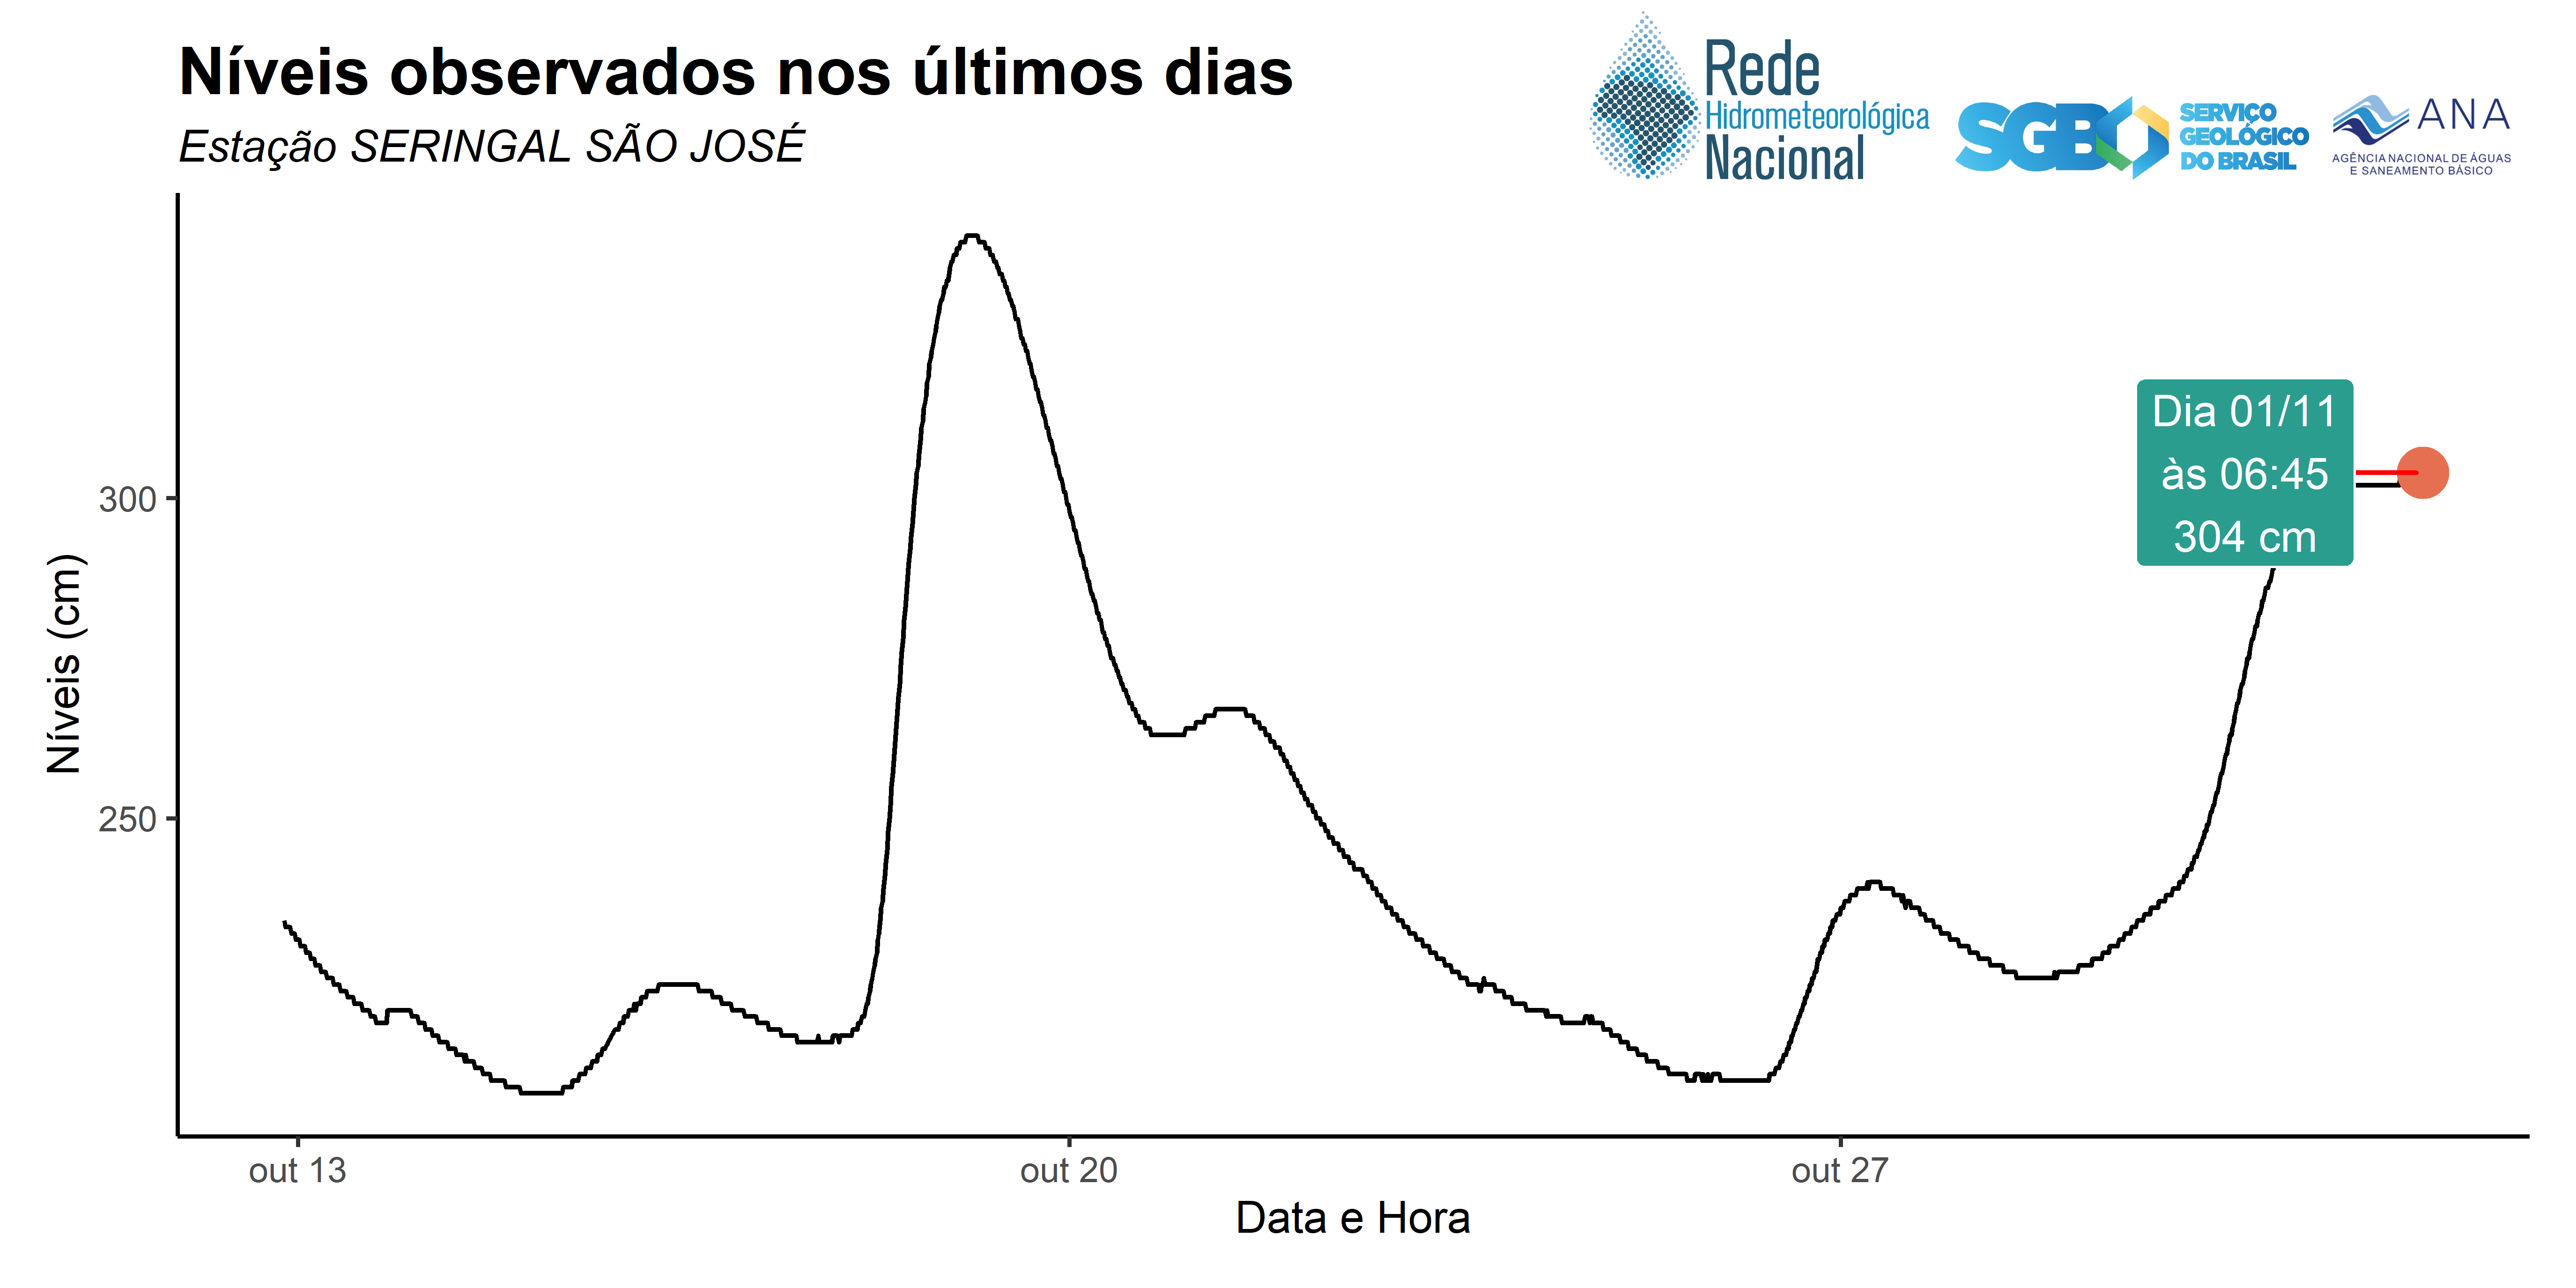 Níveis observados nos últimos dias
Estação SERINGAL SÃO JOSÉ
Rede
Hidrometeorológica
Nacional
SGB
SERVIÇO
GEOLÓGICO
DO BRASIL
ANA
AGÊNCIA NACIONAL DE ÁGUAS
E SANEAMENTO BÁSICO
Dia 01/11
às 06:45
304 cm
Níveis (cm)
300
250
out 13
out 20
out 27
Data e Hora